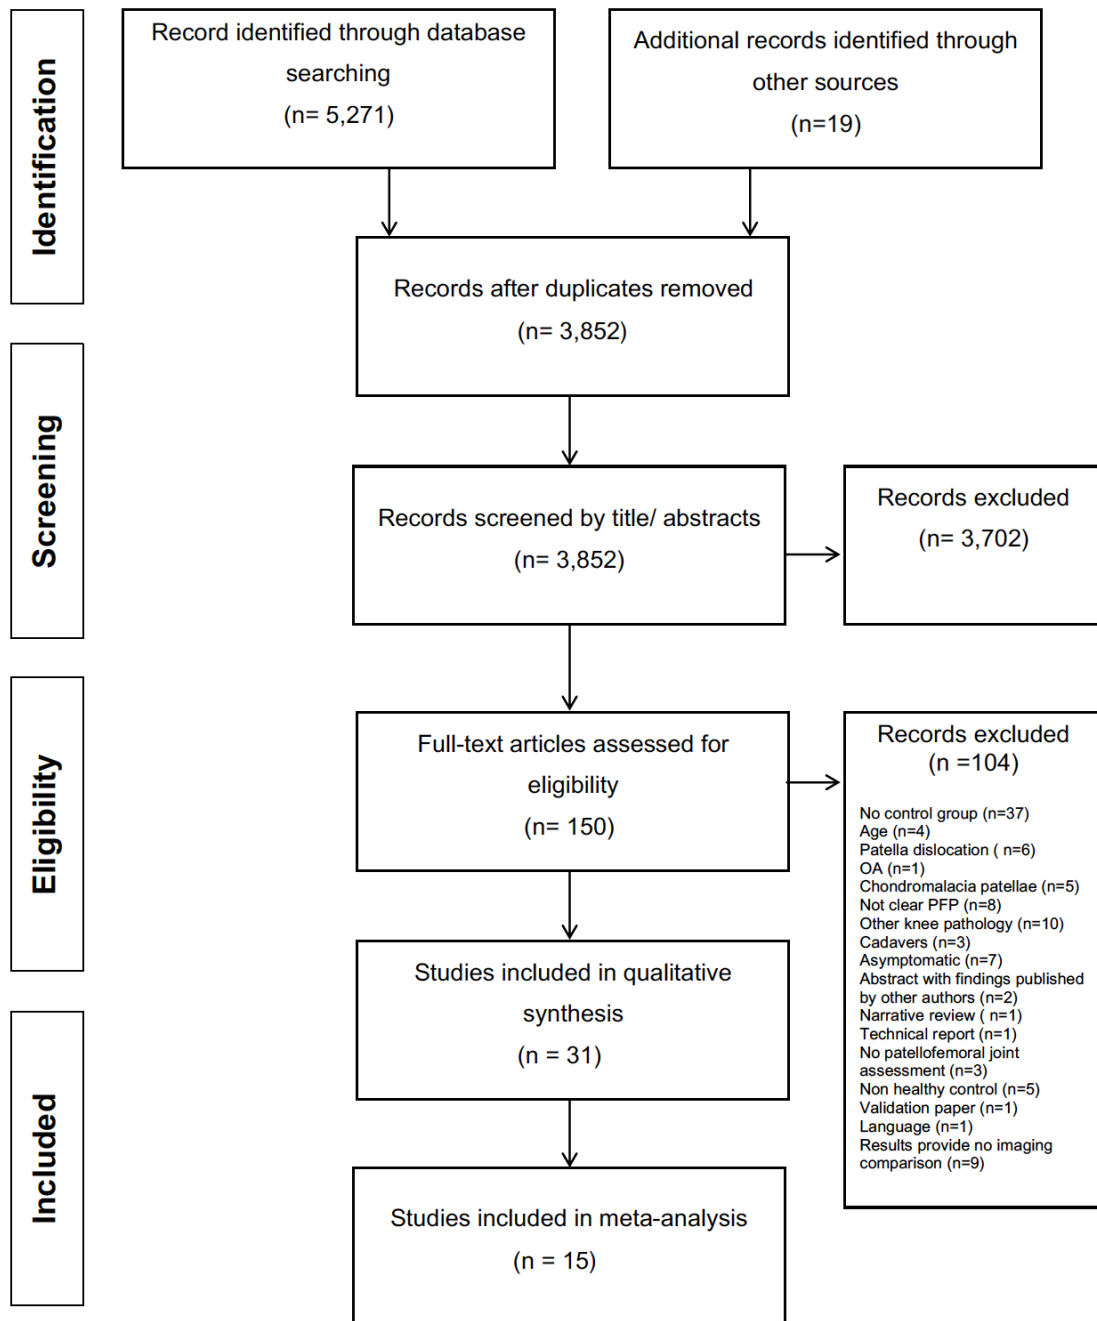 Identification
Record identified through database
searching
(n= 5,271)
Additional records identified through
other sources
(n=19)
Records after duplicates removed
(n= 3,852)
Screening
Records screened by title/ abstracts
(n= 3,852)
Records excluded
(n= 3,702)
Eligibility
Full-text articles assessed for
eligibility
(n= 150)
Records excluded
(n =104)
No control group (n=37)
Age (n=4)
Patella dislocation ( n=6)
OA (n=1)
Chondromalacia patellae (n=5)
Not clear PFP (n=8)
Other knee pathology (n=10)
Cadavers (n=3)
Asymptomatic (n=7)
Abstract with findings published
by other authors (n=2)
Narrative review ( n=1)
Technical report (n=1)
No patellofemoral joint
assessment (n=3)
Non healthy control (n=5)
Validation paper (n=1)
Language (n=1)
Results provide no imaging
comparison (n=9)
Studies included in qualitative
synthesis
(n = 31)
Included
Studies included in meta-analysis
(n = 15)